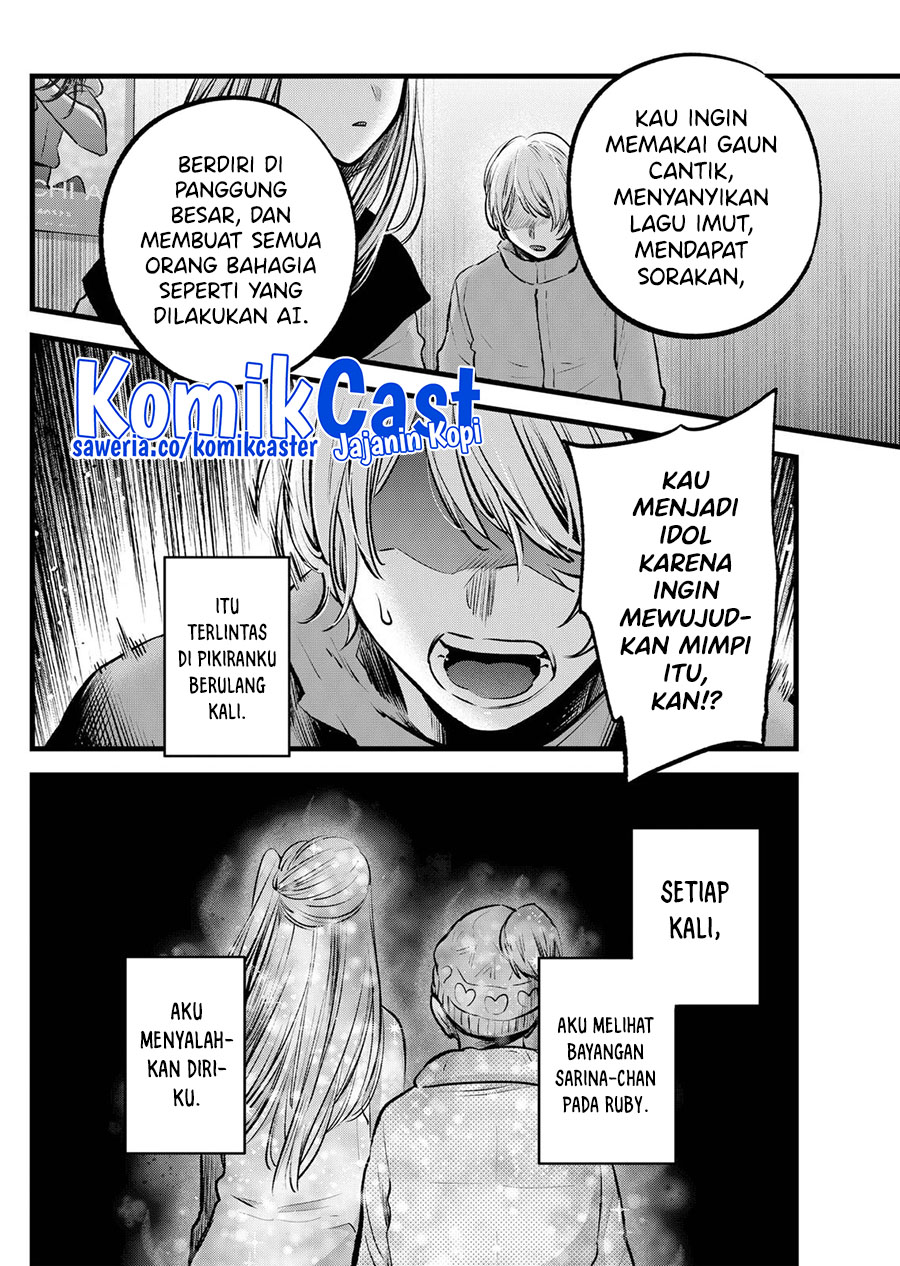 KAU INGIN
MEMAKAI GAUN
CANTIK,
MENYANYIKAN
LAGU IMUT,
MENDAPAT
SORAKAN,
BERDIRI DI
PANGGUNG
BESAR, DAN
MEMBUAT SEMUA
ORANG BAHAGIA
SEPERTI YANG
DILAKUKAN AI.
KomikCast
saweria.co/komikcaster
Jajanin Kopi
KAU
MENJADI
IDOL
KARENA
INGIN
MEWUJUD-
KAN MIMPI
ITU,
KAN!?
ITU
TERLINTAS
DI PIKIRANKU
BERULANG
KALI.
SETIAP
KALI,
AKU MELIHAT
BAYANGAN
SARINA-CHAN
PADA RUBY.
AKU
MENYALAH-
KAN DIRI-
KU.